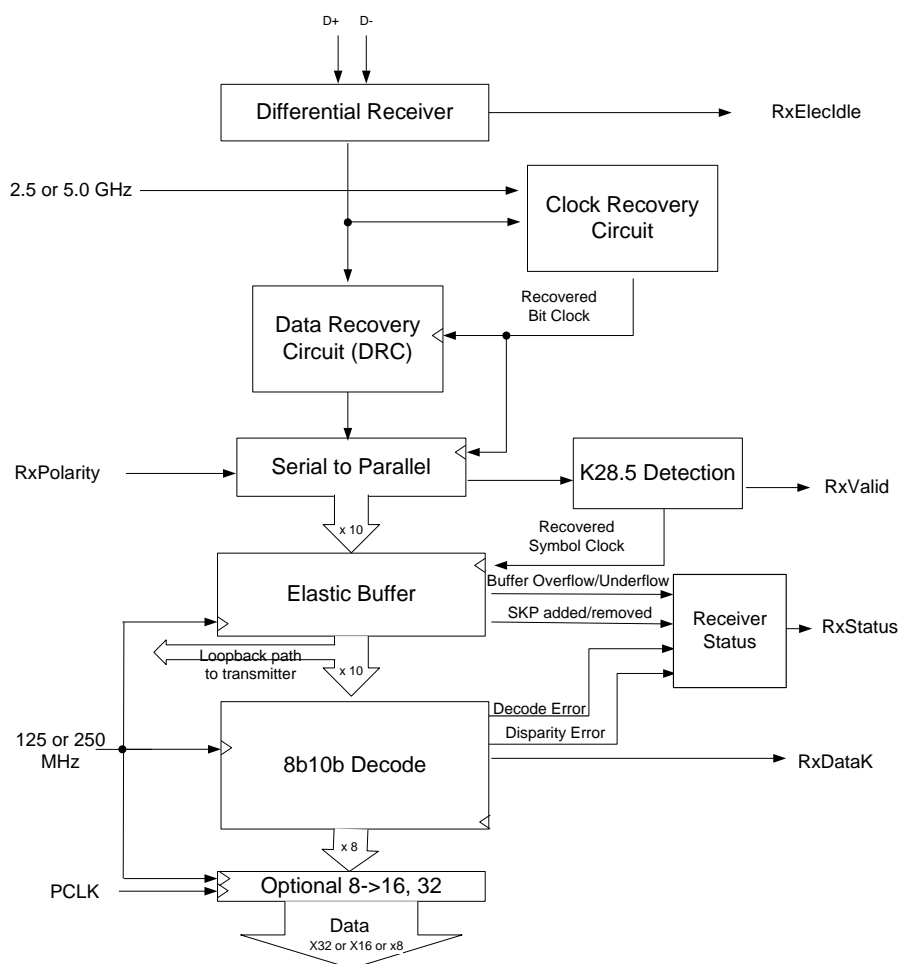 D+ D-
Differential Receiver
RxElecIdle
2.5 or 5.0 GHz
Clock Recovery
Circuit
Recovered
Bit Clock
Data Recovery
Circuit (DRC)
RxPolarity
Serial to Parallel
K28.5 Detection
RxValid
x 10
Recovered
Symbol Clock
Elastic Buffer
Buffer Overflow/Underflow
SKP added/removed
Receiver
Status
RxStatus
Loopback path
to transmitter
x 10
Decode Error
Disparity Error
125 or 250
MHz
8b10b Decode
RxDataK
x 8
PCLK
Optional 8->16, 32
Data
X32 or X16 or x8